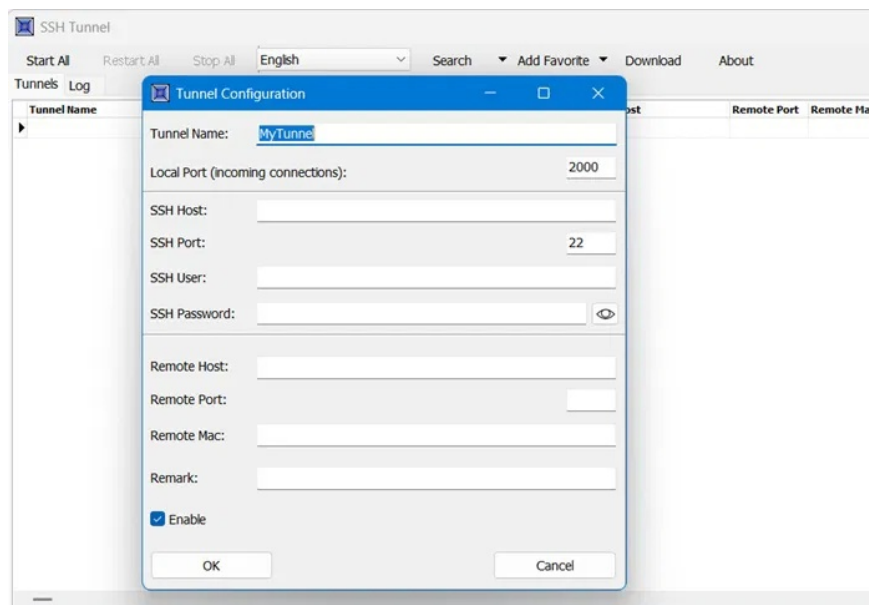 SSH Tunnel
Start All Restart All Stop All English Search Add Favorite Download About
Tunnels Log
Tunnel Configuration
Tunnel Name ost Remote Port Remote Ma
Tunnel Name: MyTunnel
Local Port (incoming connections): 2000
SSH Host:
SSH Port: 22
SSH User:
SSH Password:
Remote Host:
Remote Port:
Remote Mac:
Remark:
Enable
OK Cancel